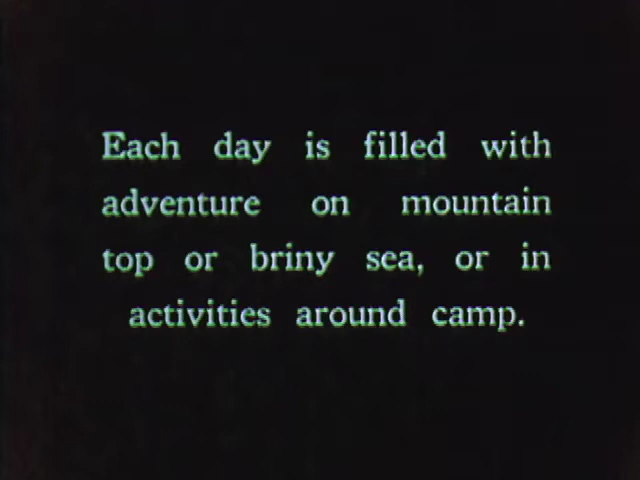 Each day is filled with
adventure on mountain
top or briny sea, or in
activities around camp.